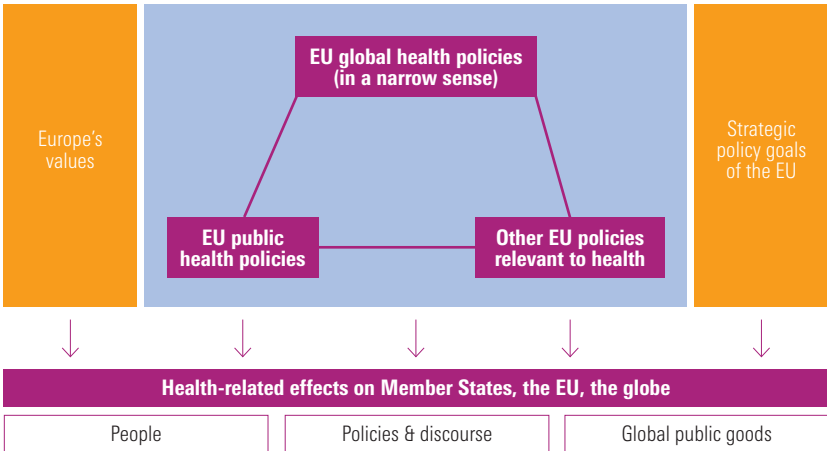 EU global health policies
(in a narrow sense)
Europe's
values
Strategic
policy goals
of the EU
EU public
health policies
Other EU policies
relevant to health
Health-related effects on Member States, the EU, the globe
People
Policies & discourse
Global public goods